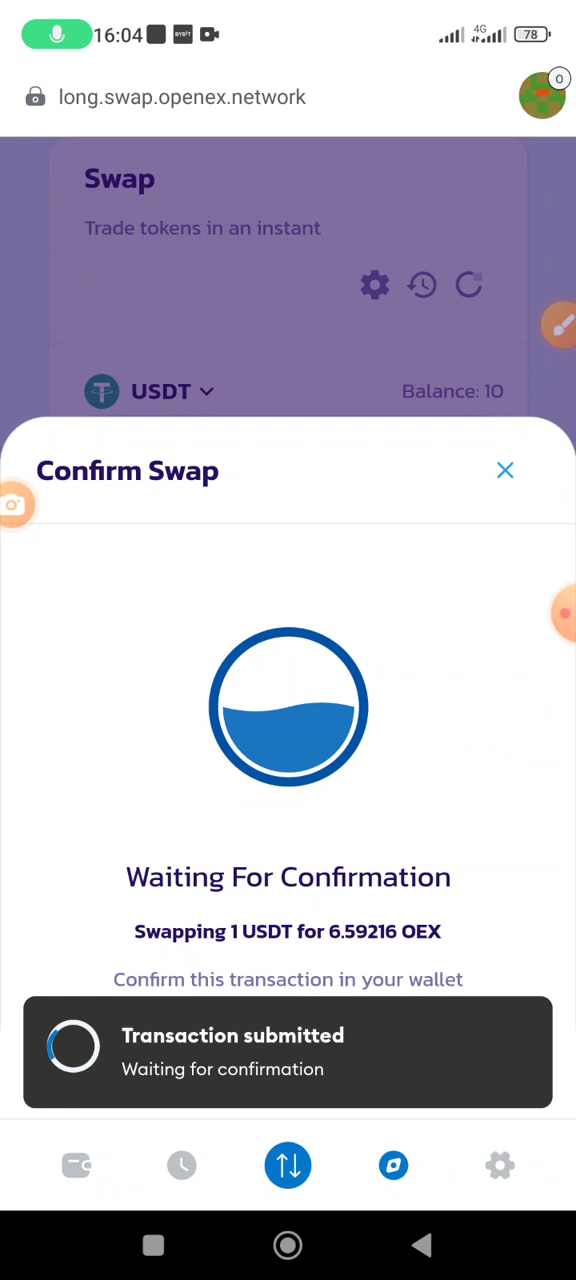 16:04
4G
78
long.swap.openex.network
0
Swap
Trade tokens in an instant
USDT
Balance: 10
Confirm Swap
Waiting For Confirmation
Swapping 1 USDT for 6.59216 OEX
Confirm this transaction in your wallet
Transaction submitted
Waiting for confirmation